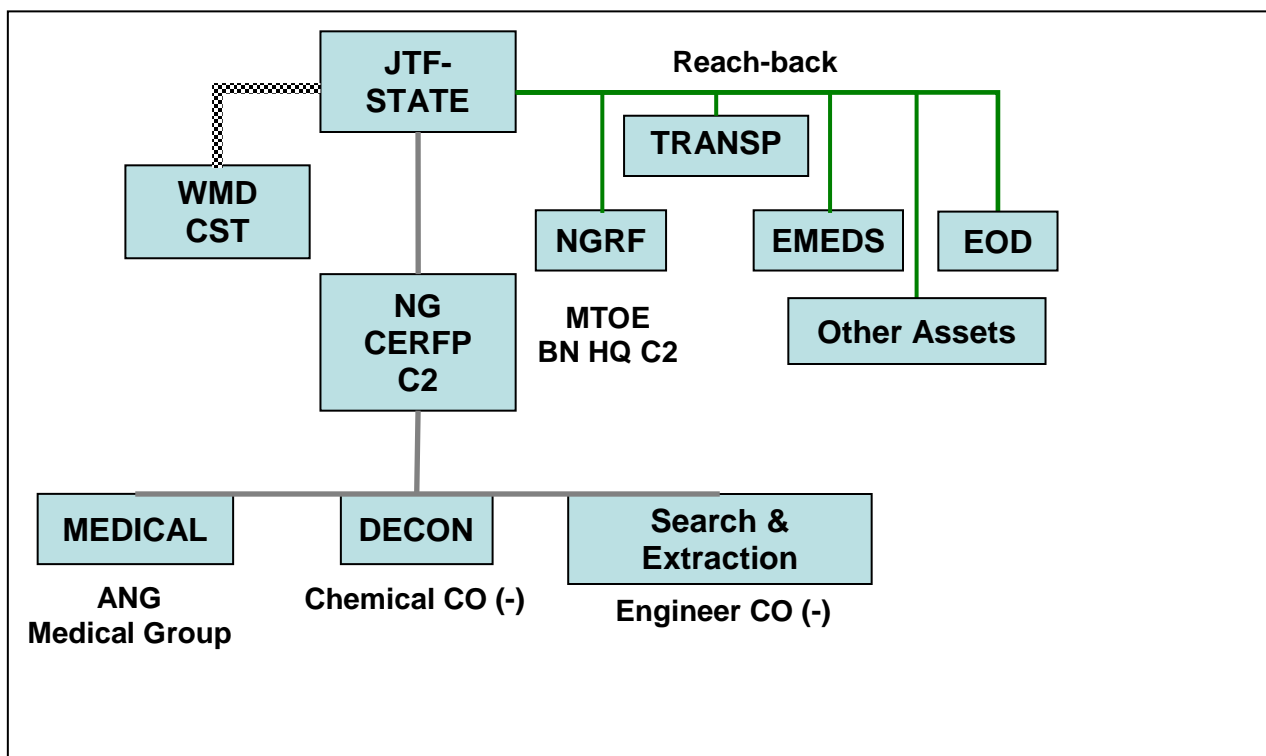 JTF-
STATE
Reach-back
TRANSP
WMD
CST
NGRF
EMEDS
EOD
NG
CERFP
C2
MTOE
BN HQ C2
Other Assets
MEDICAL
DECON
Search &
Extraction
ANG
Medical Group
Chemical CO (-)
Engineer CO (-)